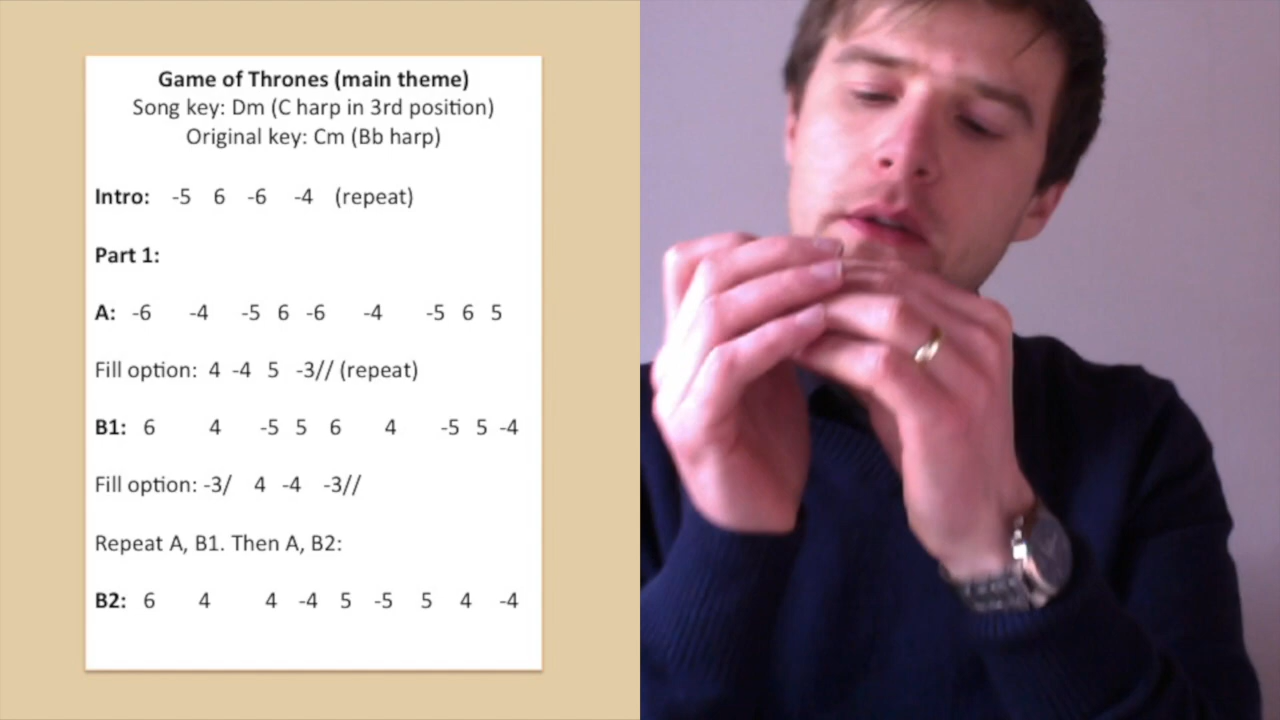 Game of Thrones (main theme)
Song key: Dm (C harp in 3rd position)
Original key: Cm (Bb harp)
Intro: -5 6 -6 -4 (repeat)
Part 1:
A: -6 -4 -5 6 -6 -4 -5 6 5
Fill option: 4 -4 5 -3// (repeat)
B1: 6 4 -5 5 6 4 -5 5 -4
Fill option: -3/ 4 -4 -3//
Repeat A, B1. Then A, B2:
B2: 6 4 4 -4 5 -5 5 4 -4